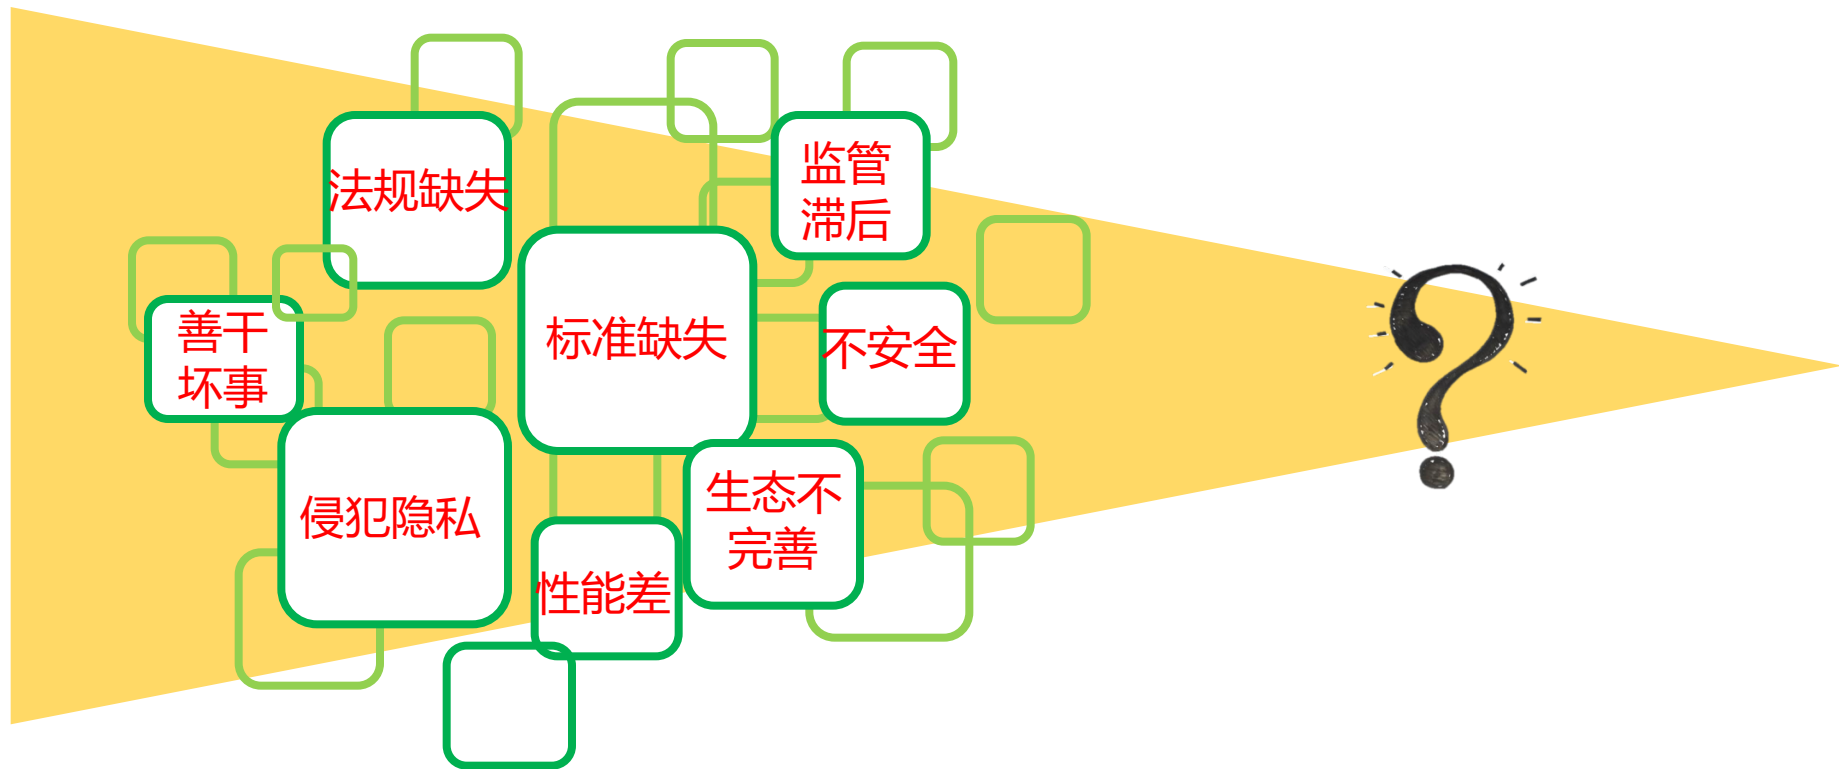 法规缺失
监管
滞后
善干
坏事
标准缺失
不安全
侵犯隐私
生态不
完善
性能差